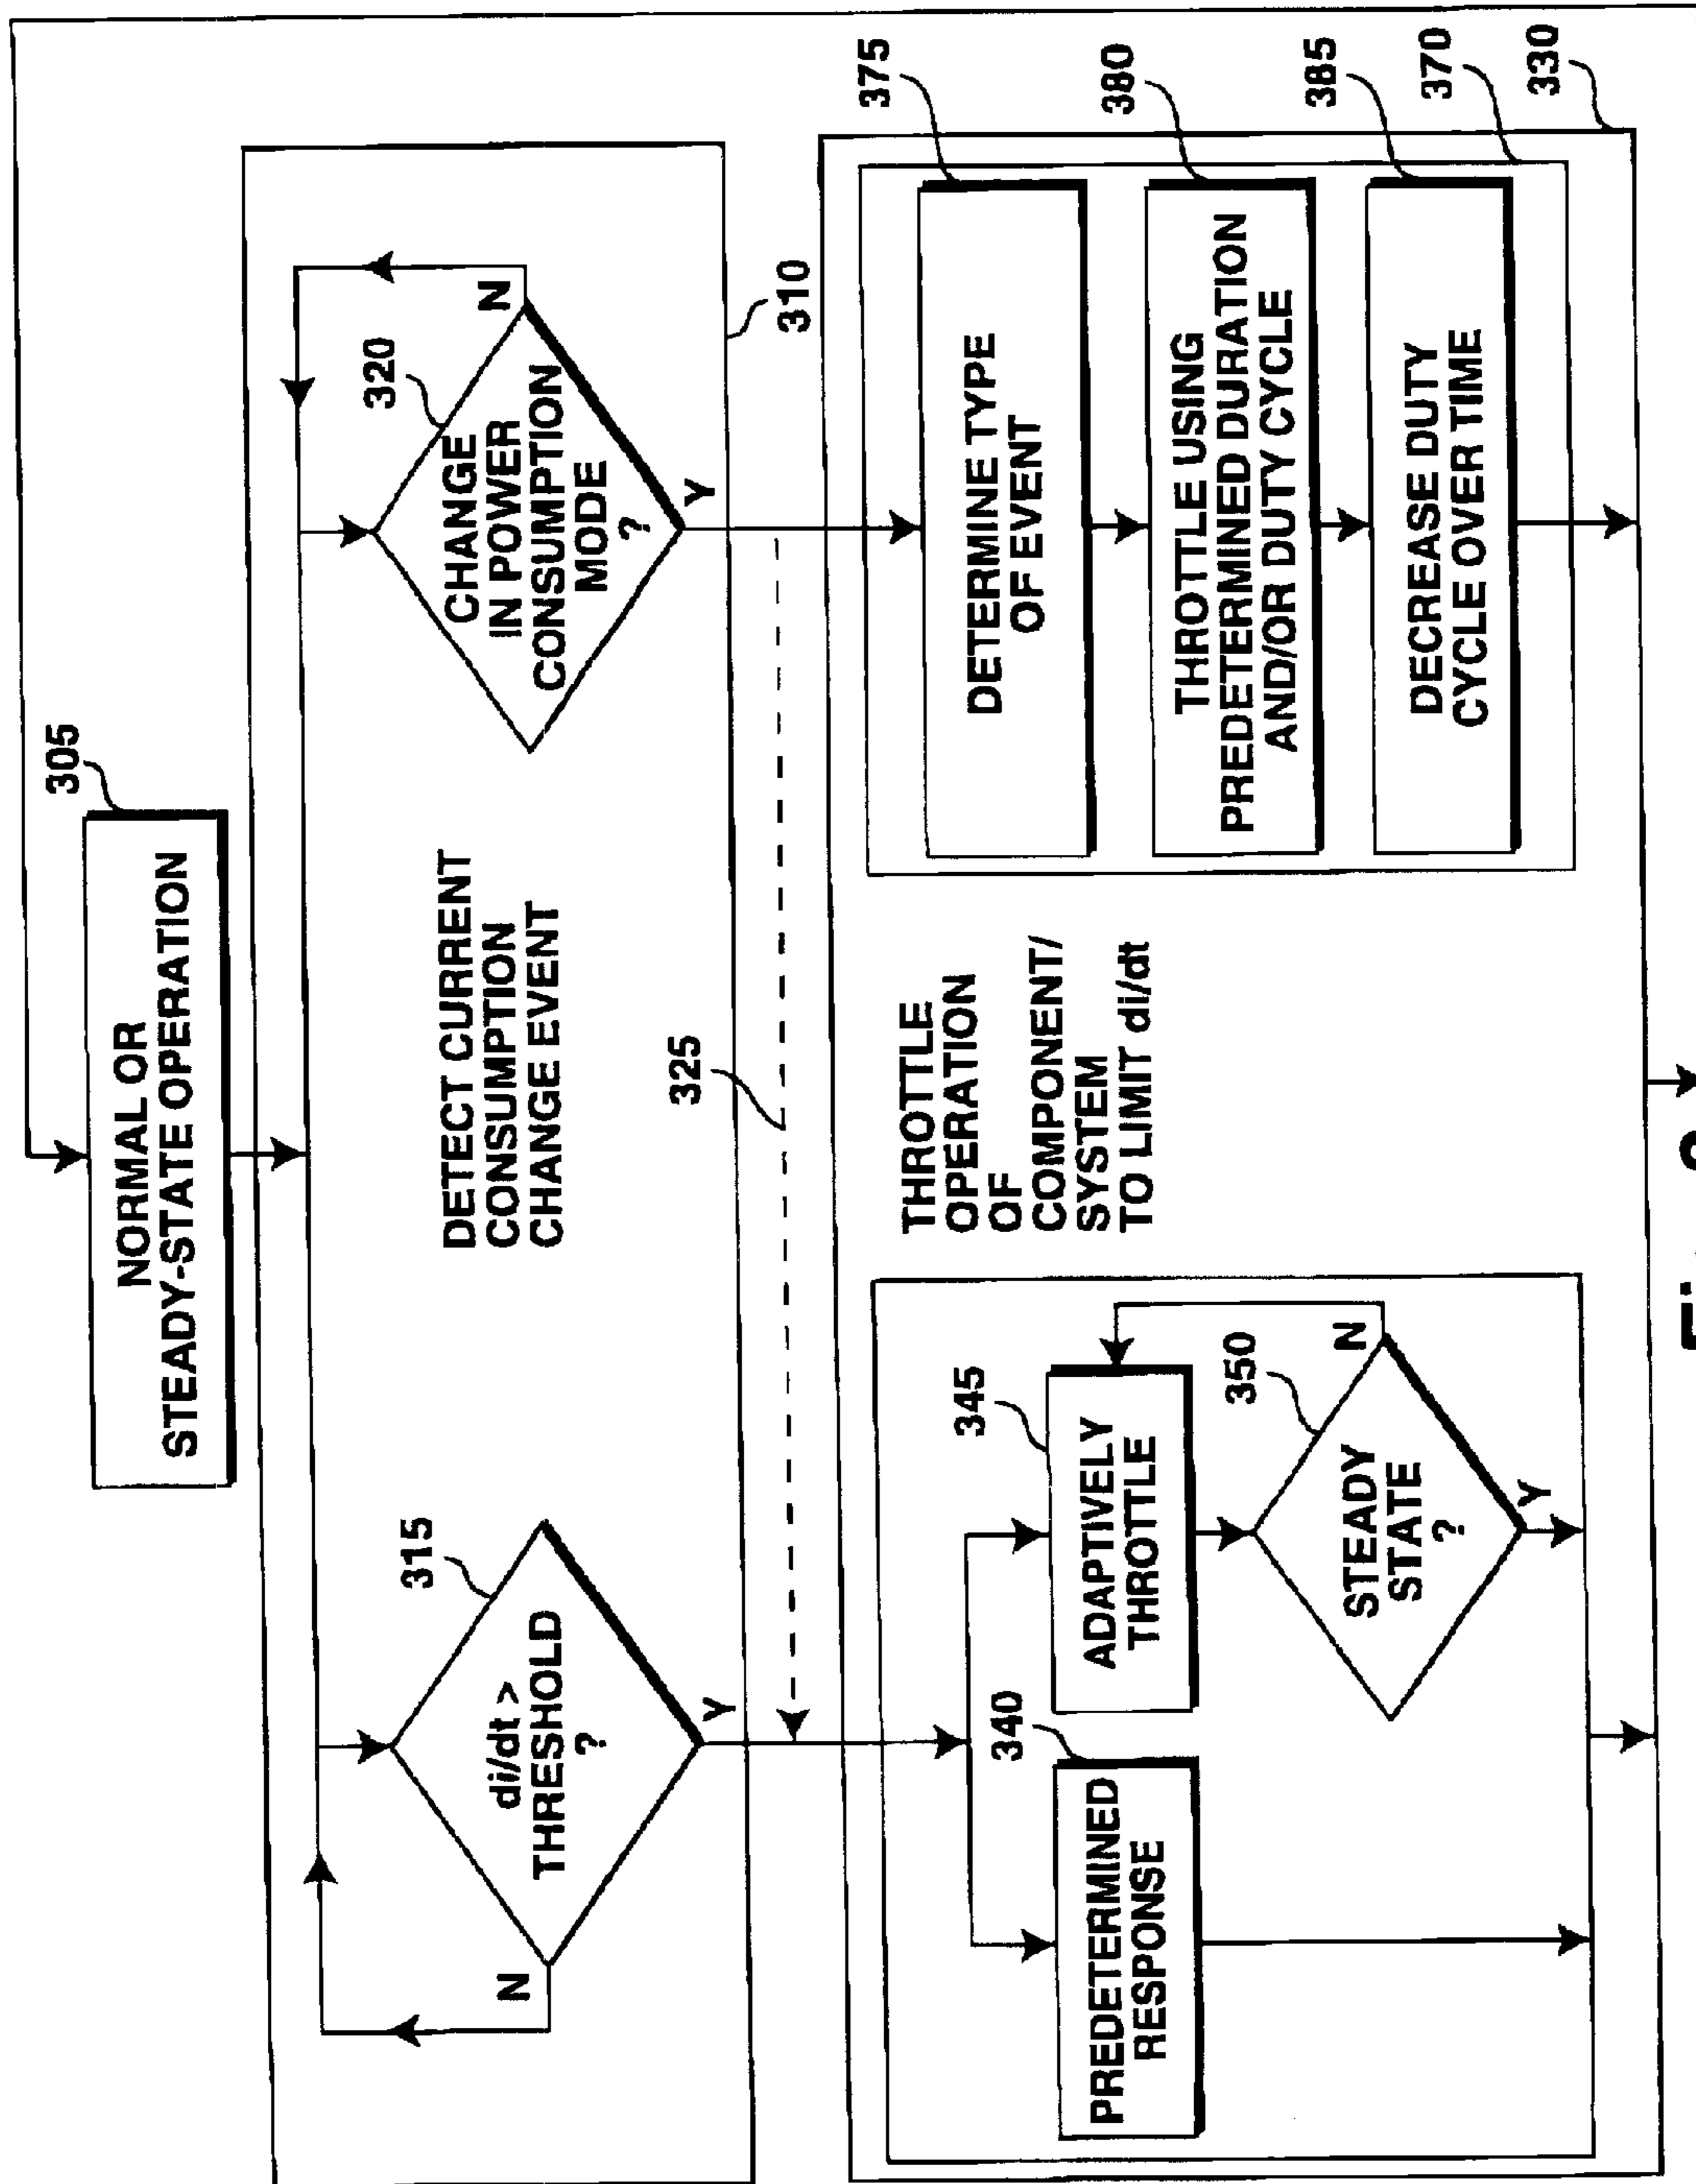 305
NORMAL OR
STEADY-STATE OPERATION
315
di/dt >
THRESHOLD
?
N
Y
DETECT CURRENT
CONSUMPTION
CHANGE EVENT
320
CHANGE
IN POWER
CONSUMPTION
MODE
?
N
Y
310
325
THROTTLE
OPERATION
OF
COMPONENT/
SYSTEM
TO LIMIT di/dt
340
PREDETERMINED
RESPONSE
345
ADAPTIVELY
THROTTLE
350
STEADY
STATE
?
N
Y
375
DETERMINE TYPE
OF EVENT
380
THROTTLE USING
PREDETERMINED DURATION
AND/OR DUTY CYCLE
385
DECREASE DUTY
CYCLE OVER TIME
370
330